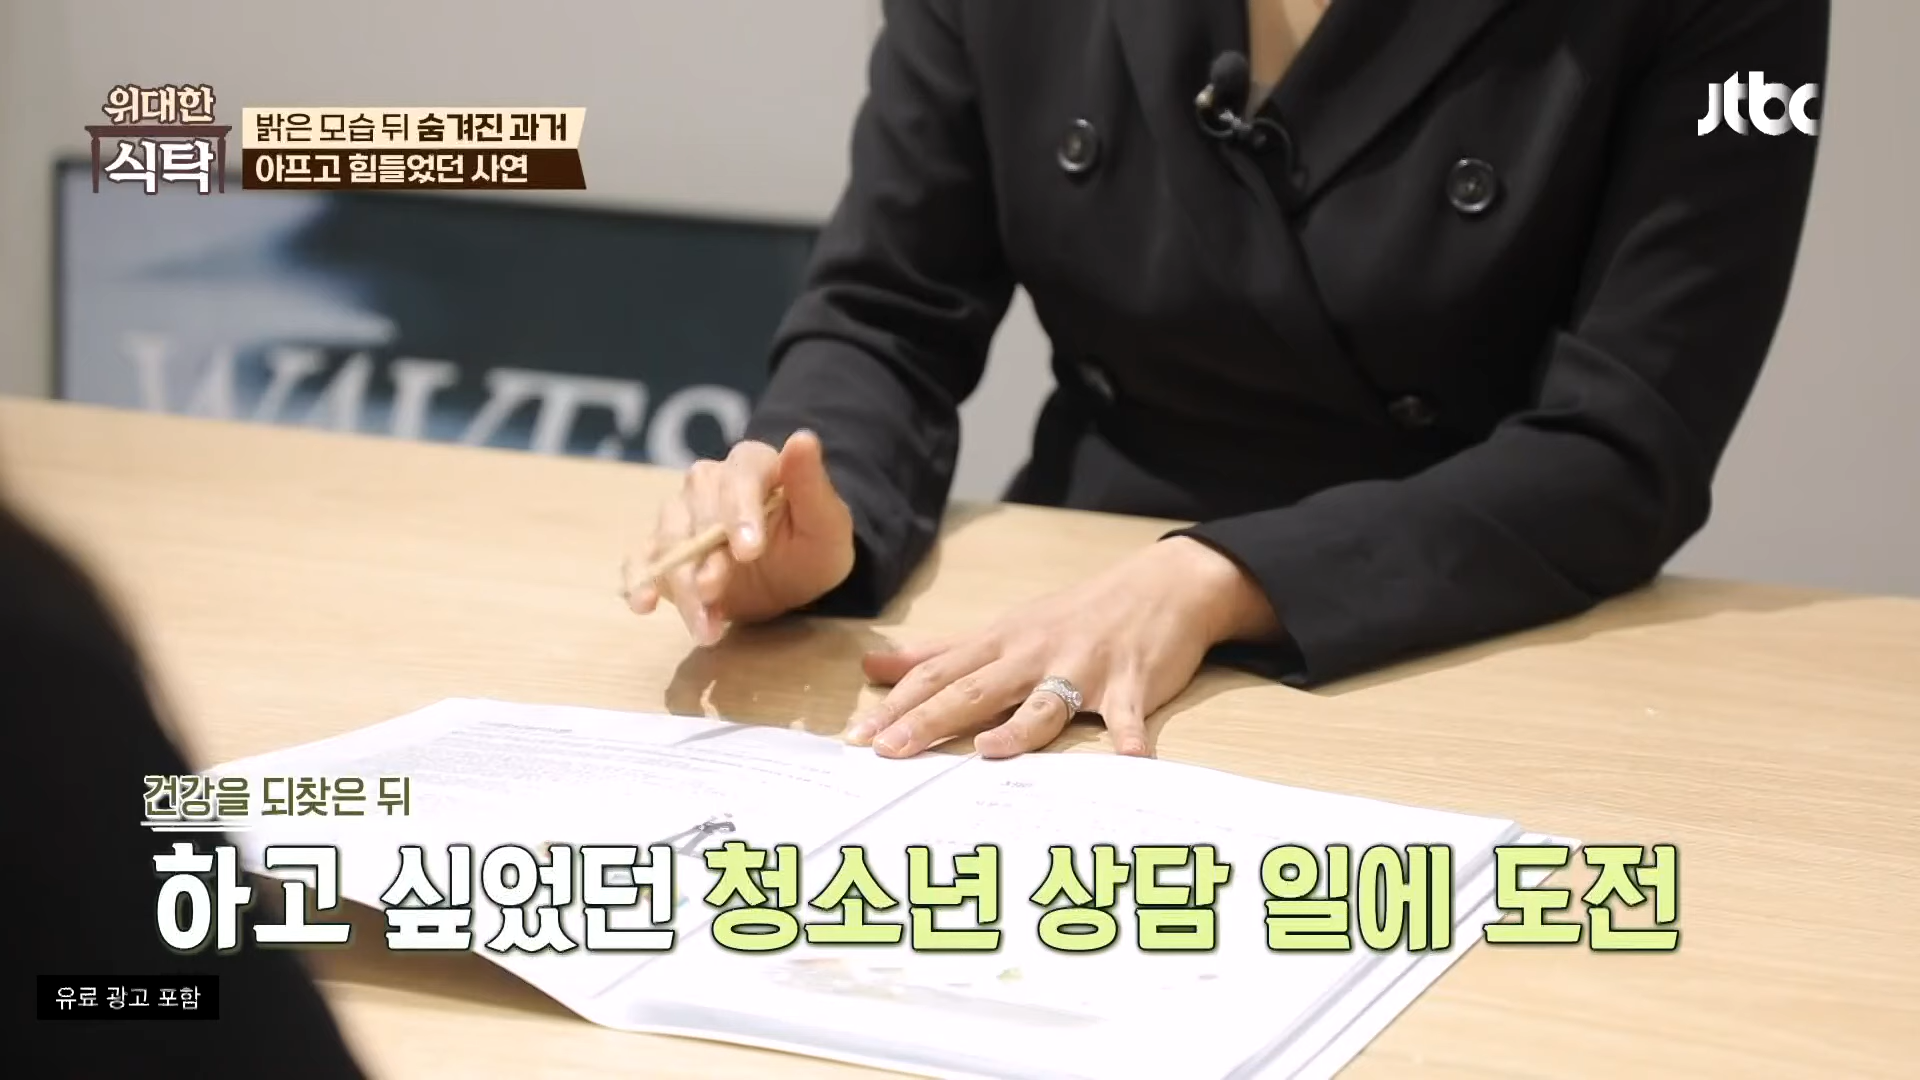 위대한
식탁
밝은 모습 뒤 숨겨진 과거
아프고 힘들었던 사연
jtbc
WAVES
건강을 되찾은 뒤
하고 싶었던 청소년 상담 일에 도전
유료 광고 포함